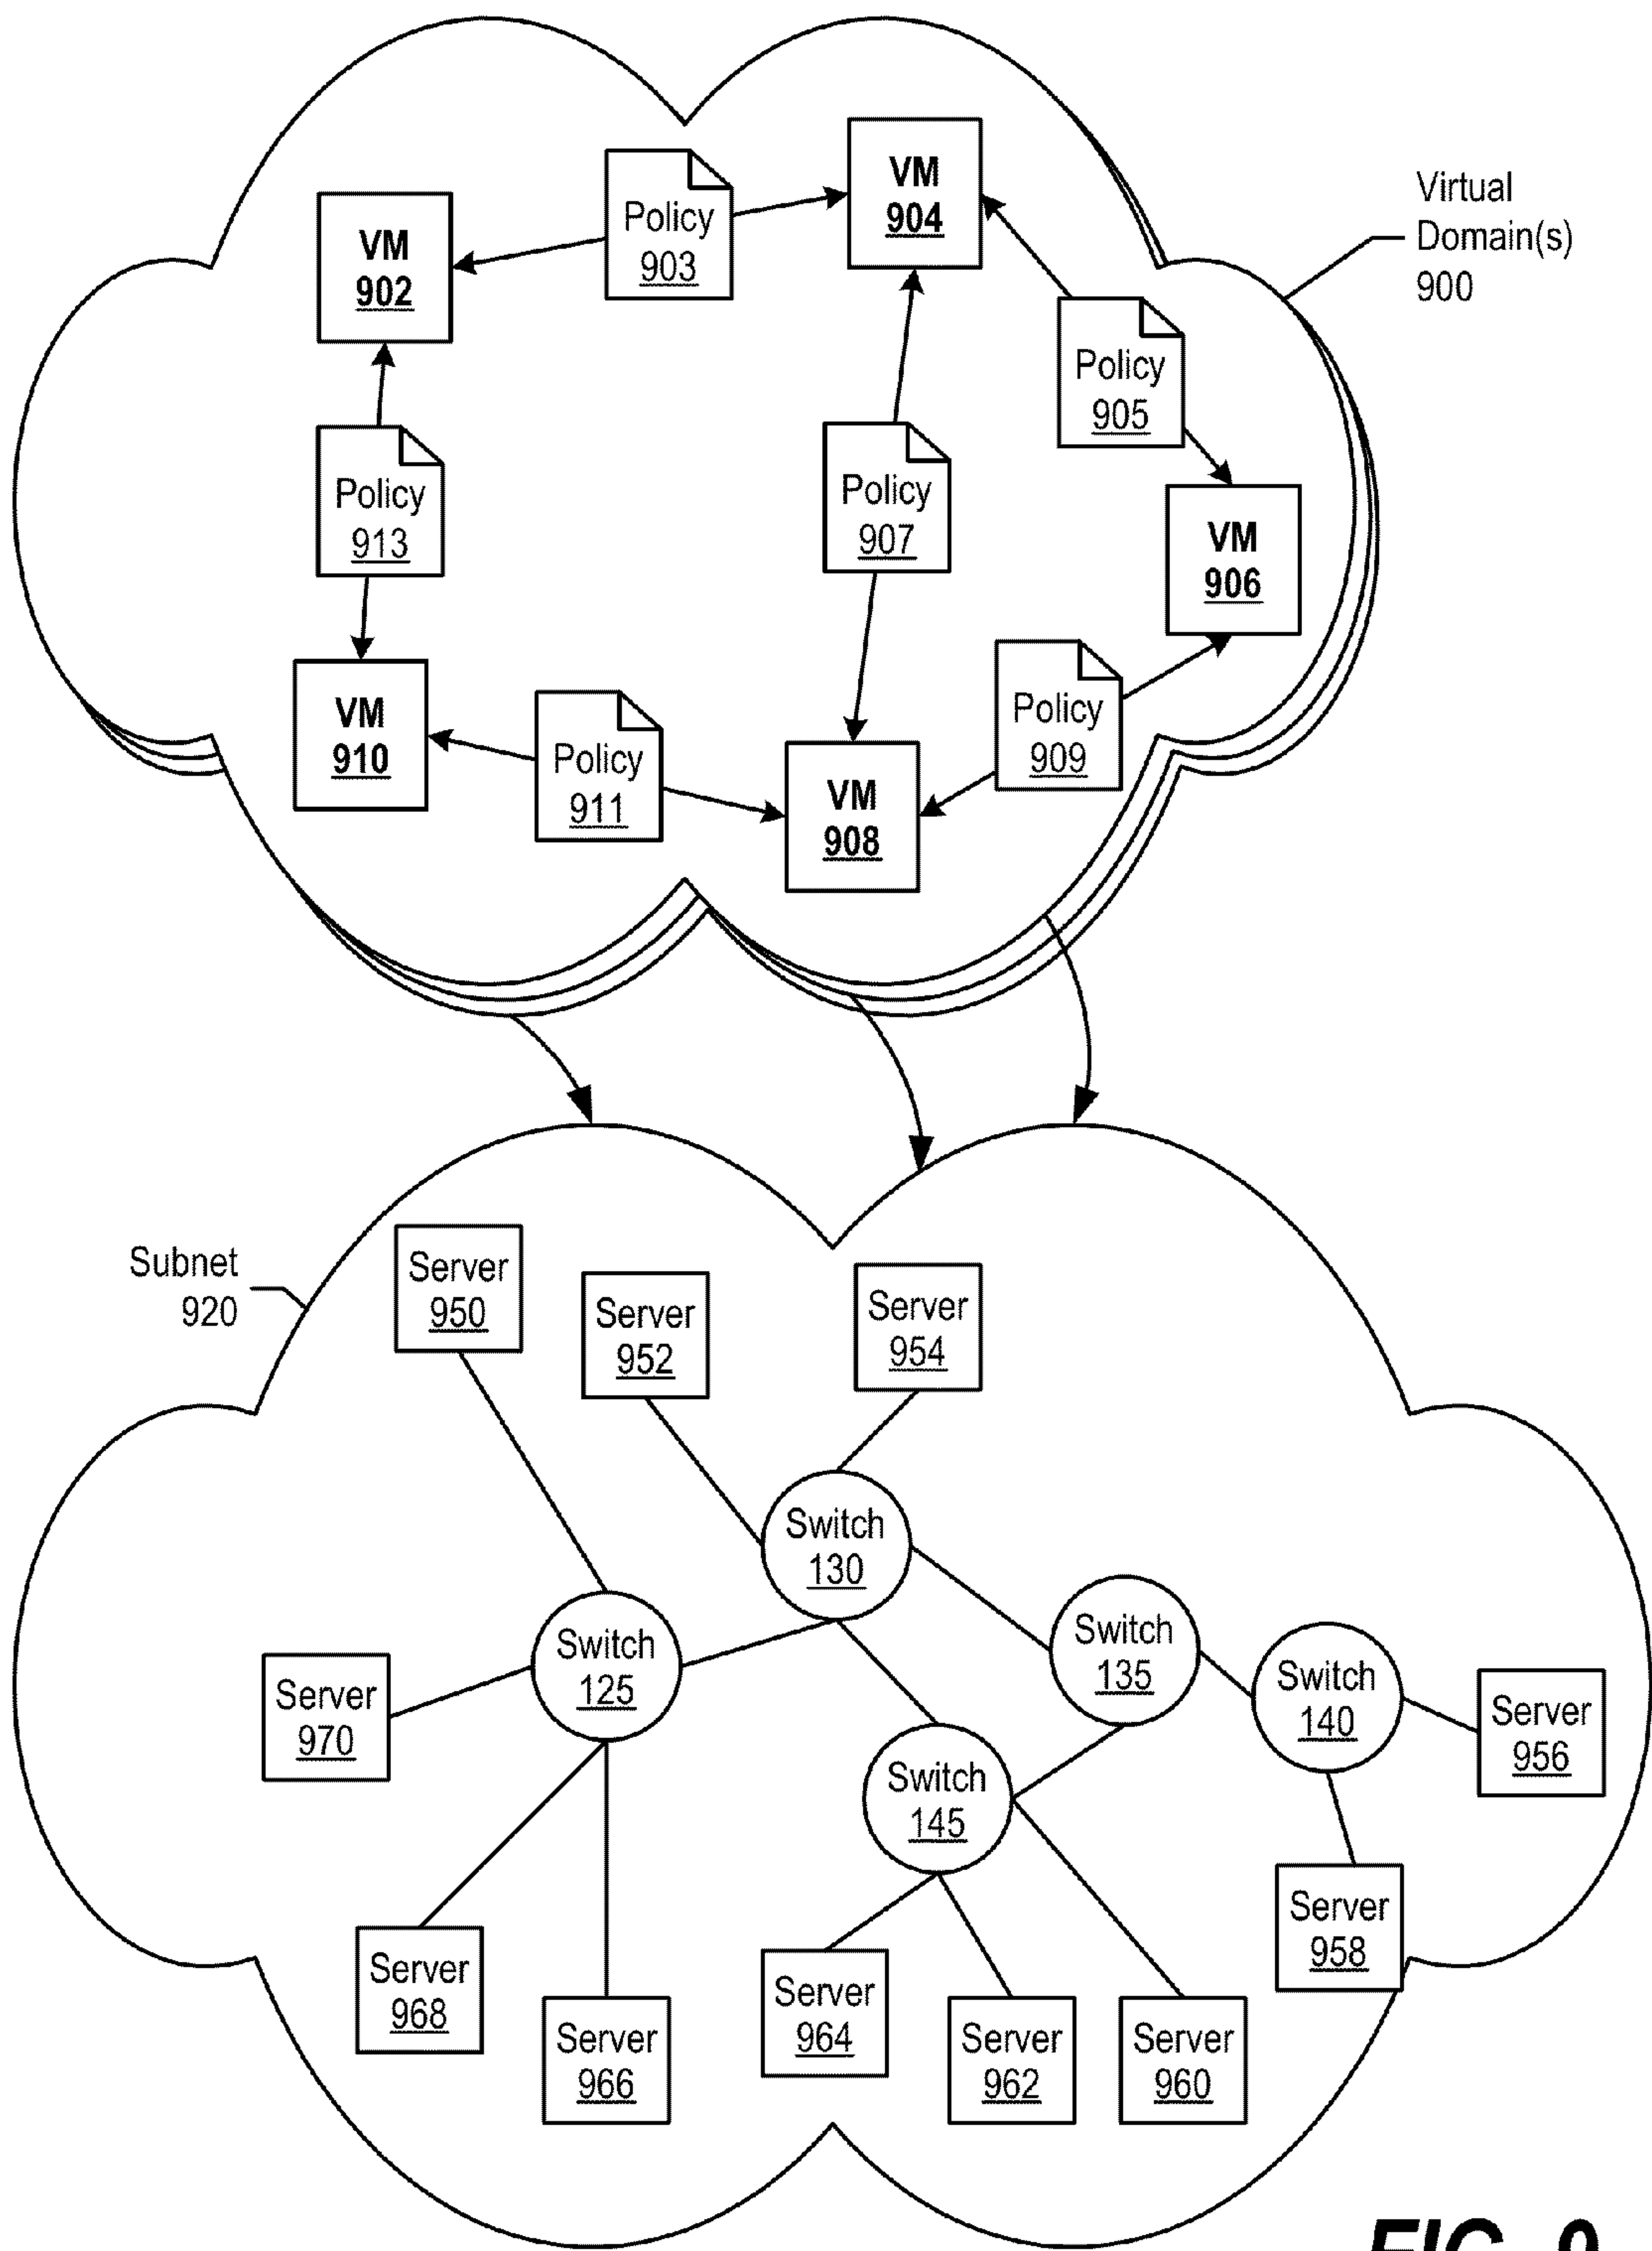 VM
904
Policy
903
VM
902
Virtual
Domain(s)
900
Policy
905
Policy
913
Policy
907
VM
906
VM
910
Policy
911
Policy
909
VM
908
Subnet
920
Server
950
Server
952
Server
954
Switch
130
Switch
125
Switch
135
Switch
140
Server
970
Server
956
Switch
145
Server
958
Server
968
Server
966
Server
964
Server
962
Server
960
FIG. 9